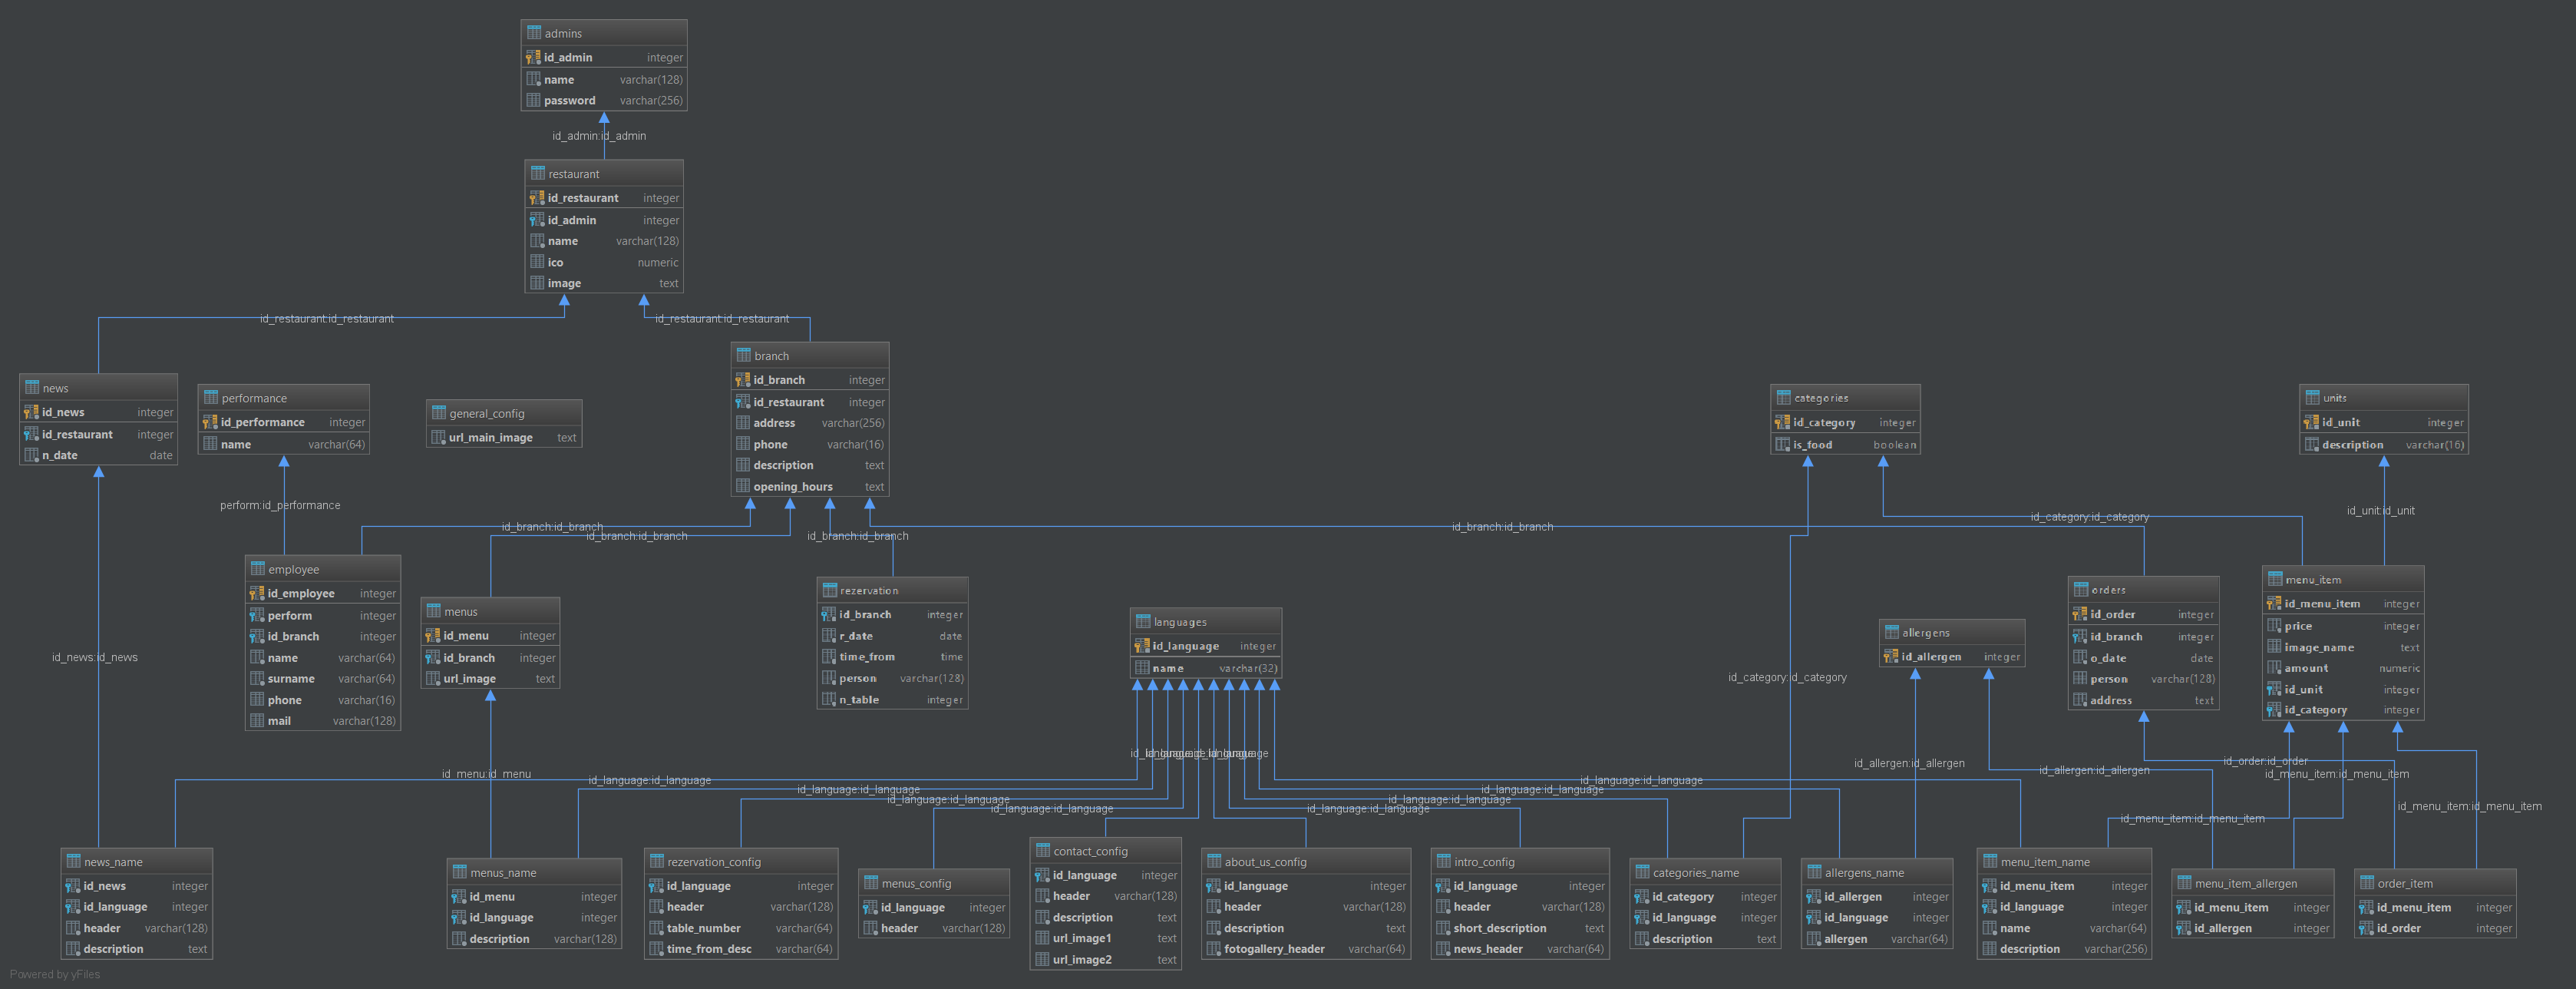 admins
id_admin integer
name varchar(128)
password varchar(256)
id_admin:id_admin
restaurant
id_restaurant integer
id_admin integer
name varchar(128)
ico numeric
image text
id_restaurant:id_restaurant
id_restaurant:id_restaurant
branch
id_branch integer
id_restaurant integer
address varchar(256)
phone varchar(16)
description text
opening_hours text
news
id_news integer
id_restaurant integer
n_date date
performance
id_performance integer
name varchar(64)
general_config
url_main_image text
categories
id_category integer
is_food boolean
units
id_unit integer
description varchar(16)
perform:id_performance
id_branch:id_branch
id_branch:id_branch
id_branch:id_branch
id_branch:id_branch
id_category:id_category
id_unit:id_unit
employee
id_employee integer
perform integer
id_branch integer
name varchar(64)
surname varchar(64)
phone varchar(16)
mail varchar(128)
menus
id_menu integer
id_branch integer
url_image text
rezervation
id_branch integer
r_date date
time_from time
person varchar(128)
n_table integer
languages
id_language integer
name varchar(32)
allergens
id_allergen integer
orders
id_order integer
id_branch integer
o_date date
person varchar(128)
address text
menu_item
id_menu_item integer
price integer
image_name text
amount numeric
id_unit integer
id_category integer
id_news:id_news
id_category:id_category
id_menu:id_menu
id_language:id_language
id_language:id_language
id_language:id_language
id_language:id_language
id_language:id_language
id_language:id_language
id_language:id_language
id_language:id_language
id_allergen:id_allergen
id_allergen:id_allergen
id_order:id_order
id_menu_item:id_menu_item
id_menu_item:id_menu_item
id_menu_item:id_menu_item
news_name
id_news integer
id_language integer
header varchar(128)
description text
menus_name
id_menu integer
id_language integer
description varchar(128)
rezervation_config
id_language integer
header varchar(128)
table_number varchar(64)
time_from_desc varchar(64)
menus_config
id_language integer
header varchar(128)
contact_config
id_language integer
header varchar(128)
description text
url_image1 text
url_image2 text
about_us_config
id_language integer
header varchar(128)
description text
fotogallery_header varchar(64)
intro_config
id_language integer
header varchar(128)
short_description text
news_header varchar(64)
categories_name
id_category integer
id_language integer
description text
allergens_name
id_allergen integer
id_language integer
allergen varchar(64)
menu_item_name
id_menu_item integer
id_language integer
name varchar(64)
description varchar(256)
menu_item_allergen
id_menu_item integer
id_allergen integer
order_item
id_menu_item integer
id_order integer
Powered by yFiles